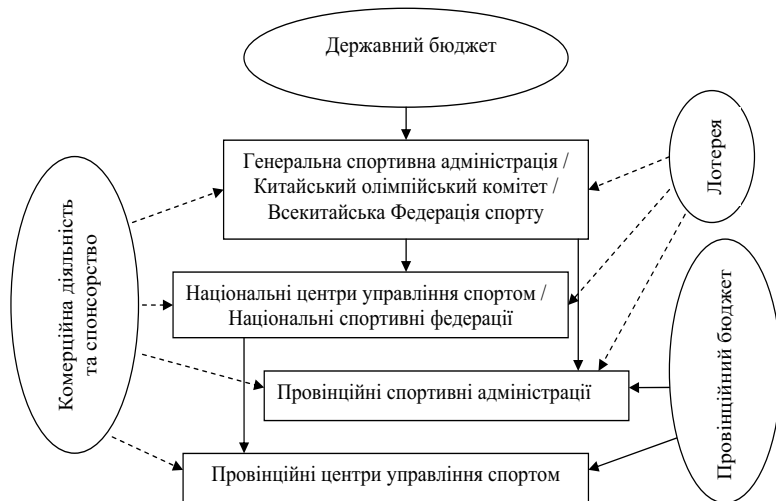 Державний бюджет
Генеральна спортивна адміністрація /
Китайський олімпійський комітет /
Всекитайська Федерація спорту
Лотерея
Комерційна діяльність
та спонсорство
Національні центри управління спортом /
Національні спортивні федерації
Провінційний бюджет
Провінційні спортивні адміністрації
Провінційні центри управління спортом